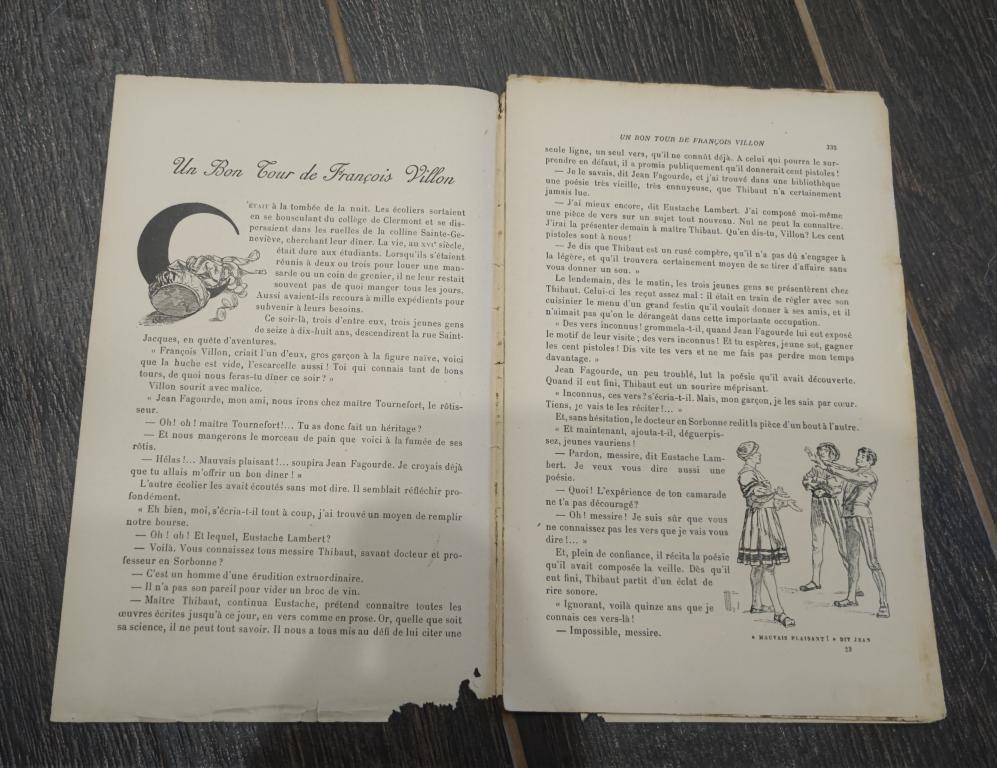 Un Bon Tour de François Villon
C'ÉTAIT à la tombée de la nuit. Les écoliers sortaient
en se bousculant du collège de Clermont et se dis-
persaient dans les ruelles de la colline Sainte-Ge-
neviève, cherchant leur dîner. La vie, au XVIe siècle,
était dure aux étudiants. Lorsqu'ils s'étaient
réunis à deux ou trois pour louer une man-
sarde ou un coin de grenier, il ne leur restait
souvent pas de quoi manger tous les jours.
Aussi avaient-ils recours à mille expédients pour
subvenir à leurs besoins.
Ce soir-là, trois d'entre eux, trois jeunes gens
de seize à dix-huit ans, descendirent la rue Saint-
Jacques, en quête d'aventures.
« François Villon, criait l'un d'eux, gros garçon à la figure naïve, voici
que la huche est vide, l'escarcelle aussi ! Toi qui connais tant de bons
tours, de quoi nous feras-tu dîner ce soir ? »
Villon sourit avec malice.
« Jean Fagourde, mon ami, nous irons chez maître Tournefort, le rôtis-
seur.
— Oh! oh ! maître Tournefort!... Tu as donc fait un héritage ?
— Et nous mangerons le morceau de pain que voici à la fumée de ses
rôtis.
— Hélas !... Mauvais plaisant !... soupira Jean Fagourde. Je croyais déjà
que tu allais m'offrir un bon dîner ! »
L'autre écolier les avait écoutés sans mot dire. Il semblait réfléchir pro-
fondément.
« Eh bien, moi, s'écria-t-il tout à coup, j'ai trouvé un moyen de remplir
notre bourse.
— Oh ! oh ! Et lequel, Eustache Lambert ?
— Voilà. Vous connaissez tous messire Thibaut, savant docteur et pro-
fesseur en Sorbonne ?
— C'est un homme d'une érudition extraordinaire.
— Il n'a pas son pareil pour vider un broc de vin.
— Maître Thibaut, continua Eustache, prétend connaître toutes les
œuvres écrites jusqu'à ce jour, en vers comme en prose. Or, quelle que soit
sa science, il ne peut tout savoir. Il nous a tous mis au défi de lui citer une
UN BON TOUR DE FRANÇOIS VILLON 335
seule ligne, un seul vers, qu'il ne connût déjà. A celui qui pourra le sur-
prendre en défaut, il a promis publiquement qu'il donnerait cent pistoles !
— Je le savais, dit Jean Fagourde, et j'ai trouvé dans une bibliothèque
une poésie très vieille, très ennuyeuse, que Thibaut n'a certainement
jamais lue.
— J'ai mieux encore, dit Eustache Lambert. J'ai composé moi-même
une pièce de vers sur un sujet tout nouveau. Nul ne peut la connaître.
J'irai la présenter demain à maître Thibaut. Qu'en dis-tu, Villon? Les cent
pistoles sont à nous !
— Je dis que Thibaut est un rusé compère, qu'il n'a pas dû s'engager à
la légère, et qu'il trouvera certainement moyen de se tirer d'affaire sans
vous donner un sou. »
Le lendemain, dès le matin, les trois jeunes gens se présentèrent chez
Thibaut. Celui-ci les reçut assez mal : il était en train de régler avec son
cuisinier le menu d'un grand festin qu'il voulait donner à ses amis, et il
n'aimait pas qu'on le dérangeât dans cette importante occupation.
« Des vers inconnus ! grommela-t-il, quand Jean Fagourde lui eut exposé
le motif de leur visite ; des vers inconnus ! Et tu espères, jeune sot, gagner
les cent pistoles ! Dis vite tes vers et ne me fais pas perdre mon temps
davantage. »
Jean Fagourde, un peu troublé, lut la poésie qu'il avait découverte.
Quand il eut fini, Thibaut eut un sourire méprisant.
« Inconnus, ces vers ? s'écria-t-il. Mais, mon garçon, je les sais par cœur.
Tiens, je vais te les réciter !... »
Et, sans hésitation, le docteur en Sorbonne redit la pièce d'un bout à l'autre.
« Et maintenant, ajouta-t-il, déguerpis-
sez, jeunes vauriens !
— Pardon, messire, dit Eustache Lam-
bert. Je veux vous dire aussi une
poésie.
— Quoi ! L'expérience de ton camarade
ne t'a pas découragé?
— Oh ! messire ! Je suis sûr que vous
ne connaissez pas les vers que je vais vous
dire !... »
Et, plein de confiance, il récita la poésie
qu'il avait composée la veille. Dès qu'il
eut fini, Thibaut partit d'un éclat de
rire sonore.
« Ignorant, voilà quinze ans que je
connais ces vers-là !
— Impossible, messire.
« MAUVAIS PLAISANT ! » DIT JEAN
23